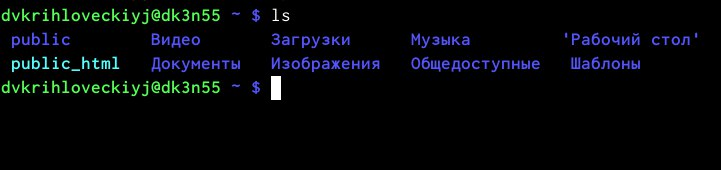 dvkrihloveckiyj@dk3n55 ~ $ ls
public Видео Загрузки Музыка 'Рабочий стол'
public_html Документы Изображения Общедоступные Шаблоны
dvkrihloveckiyj@dk3n55 ~ $